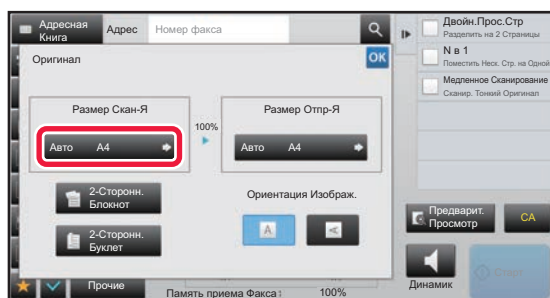 Адресная
Книга
Адрес
Номер факса
Двойн.Прос.Стр
Разделить на 2 Страницы
N в 1
Поместить Неск. Стр. на Одной
Медленное Сканирование
Сканир. Тонкий Оригинал
Оригинал
OK
Размер Скан-Я
100%
Размер Отпр-Я
Авто A4
Авто A4
2-Сторонн.
Блокнот
Ориентация Изображ.
2-Сторонн.
Буклет
A
A
Предварит.
Просмотр
CA
Прочие
Память приема Факса:
100%
Динамик
Старт